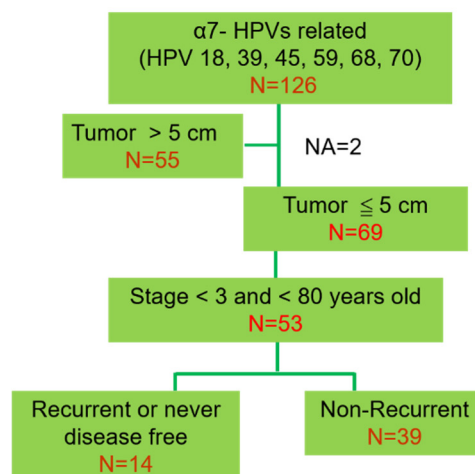 α7- HPVs related
(HPV 18, 39, 45, 59, 68, 70)
N=126
Tumor > 5 cm
N=55
NA=2
Tumor ≦ 5 cm
N=69
Stage < 3 and < 80 years old
N=53
Recurrent or never
disease free
N=14
Non-Recurrent
N=39